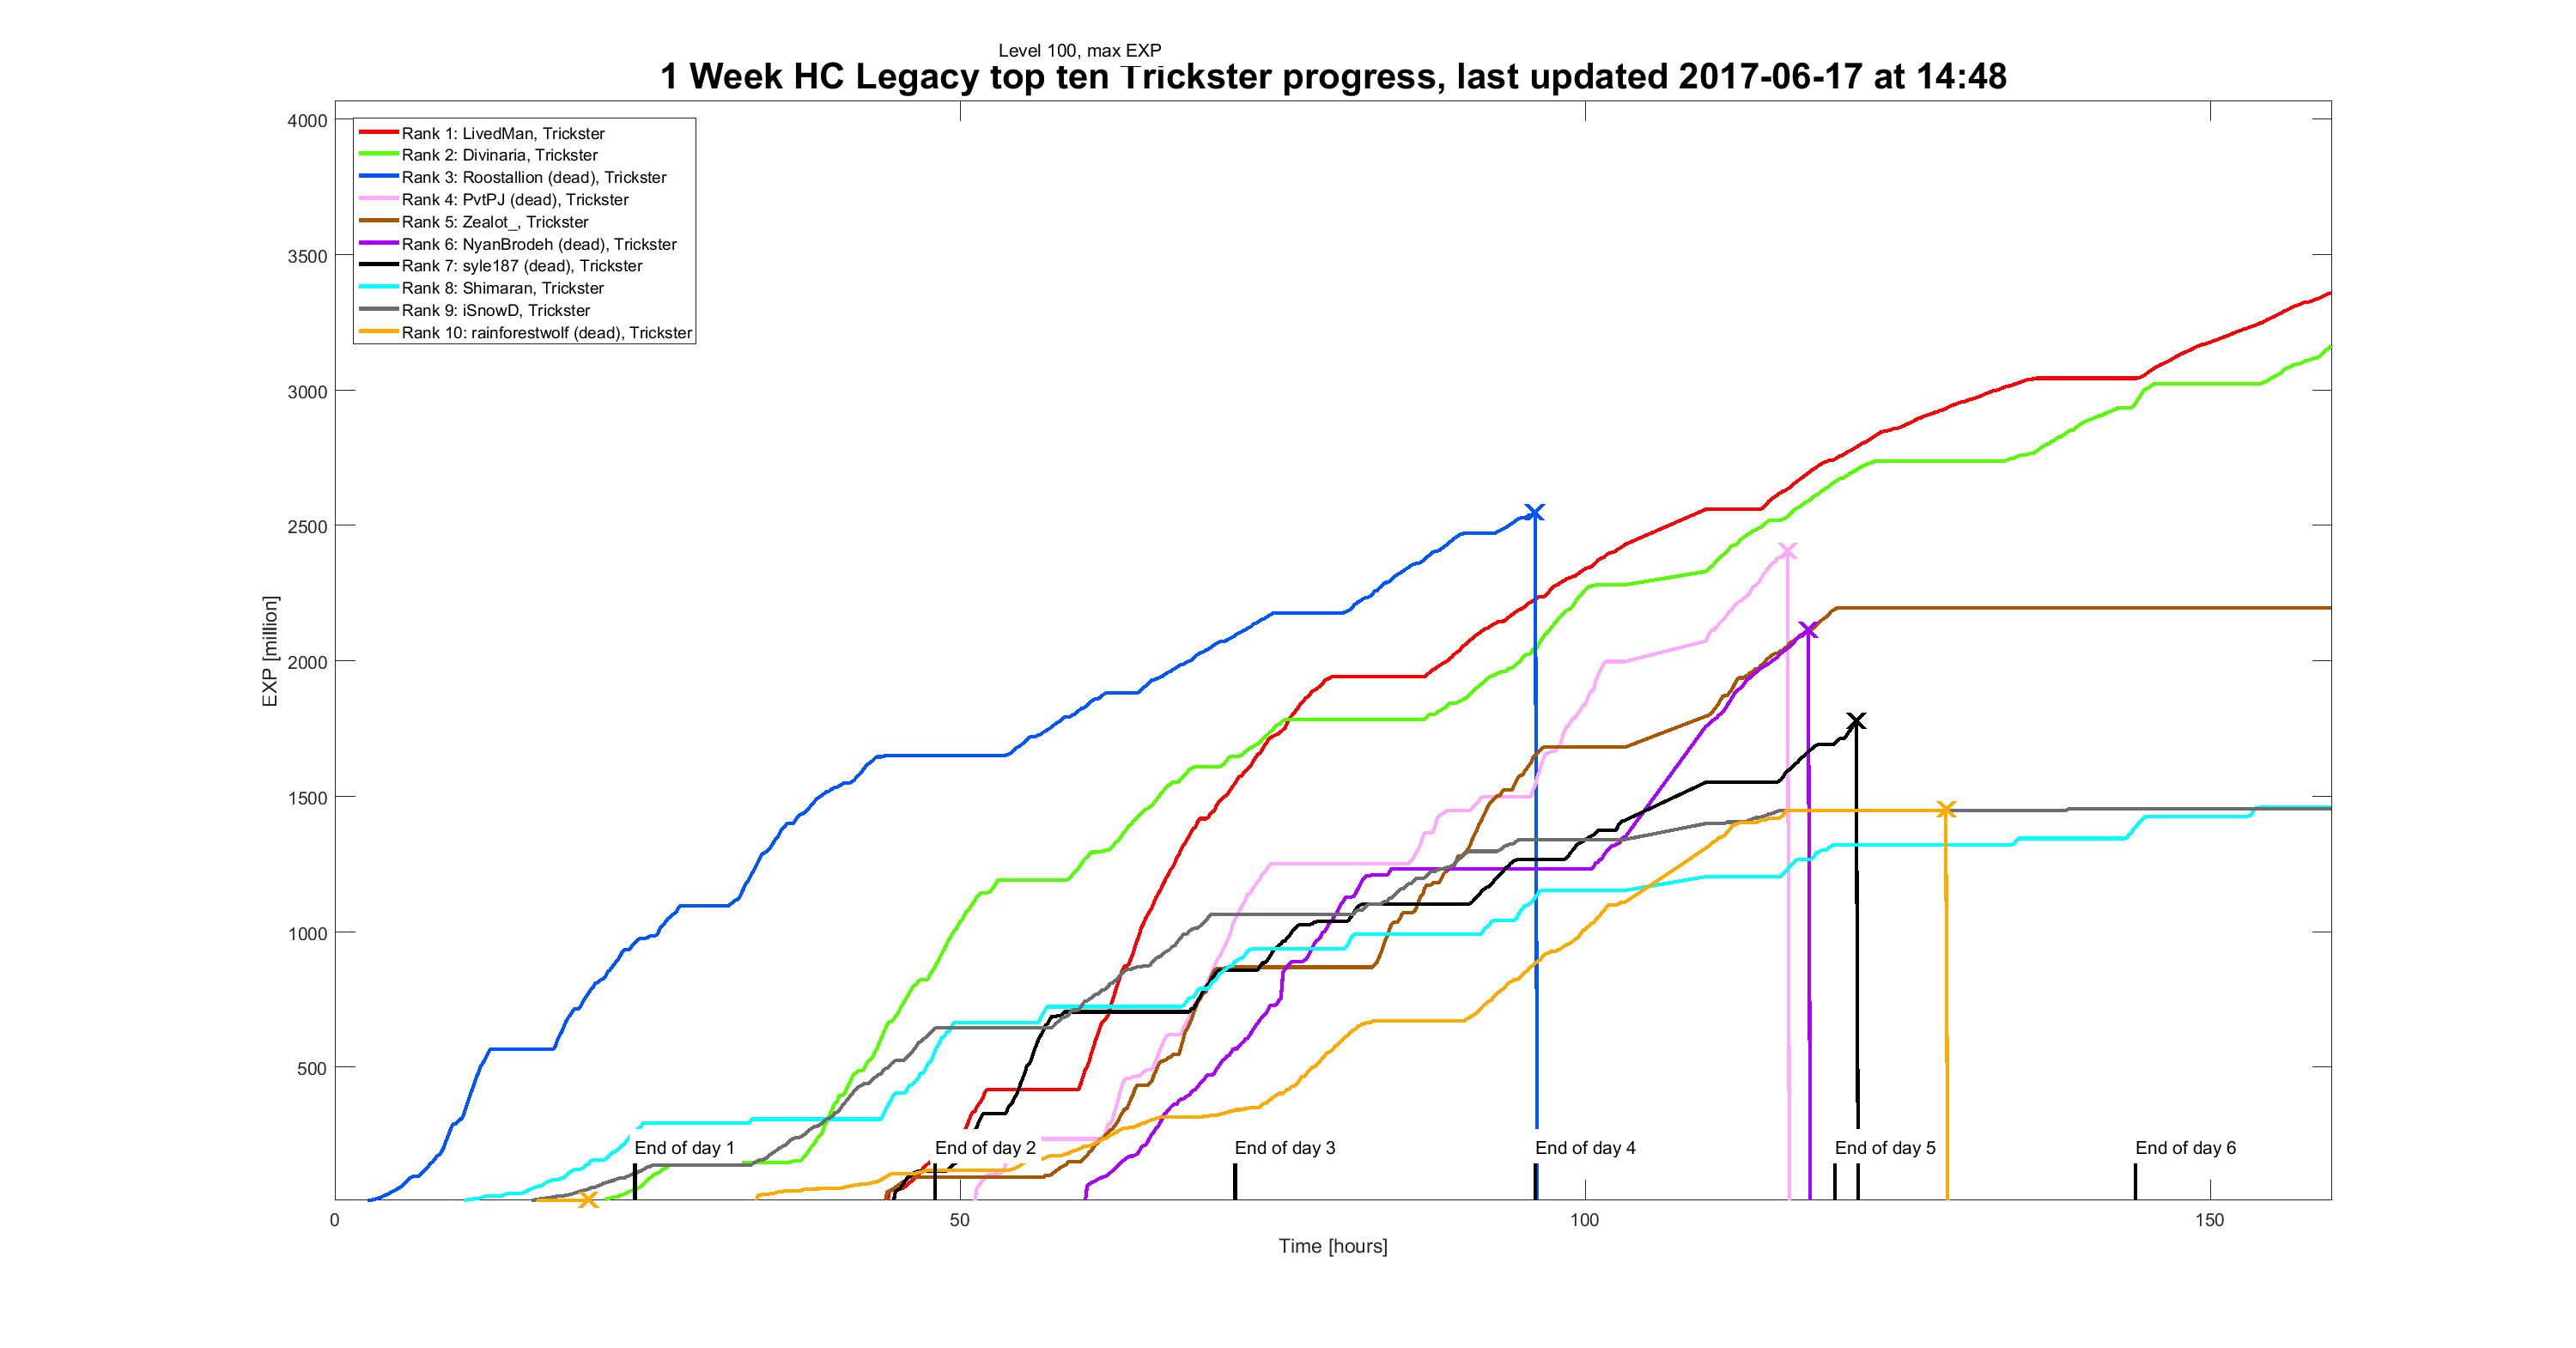 Level 100, max EXP
1 Week HC Legacy top ten Trickster progress, last updated 2017-06-17 at 14:48
4000
3500
3000
2500
2000
1500
1000
500
EXP [million]
Rank 1: LivedMan, Trickster
Rank 2: Divinaria, Trickster
Rank 3: Roostallion (dead), Trickster
Rank 4: PvtPJ (dead), Trickster
Rank 5: Zealot_, Trickster
Rank 6: NyanBrodeh (dead), Trickster
Rank 7: syle187 (dead), Trickster
Rank 8: Shimaran, Trickster
Rank 9: iSnowD, Trickster
Rank 10: rainforestwolf (dead), Trickster
End of day 1
End of day 2
End of day 3
End of day 4
End of day 5
End of day 6
0
50
100
150
Time [hours]